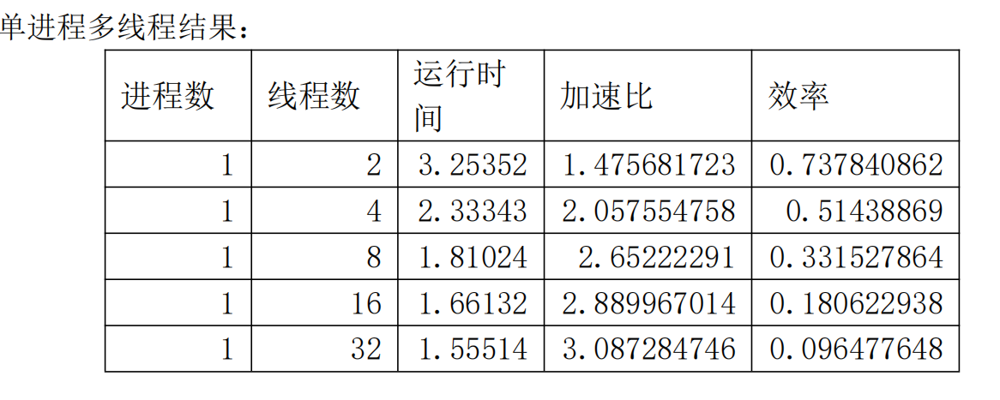 单进程多线程结果：
进程数 线程数 运行时间 加速比 效率
1 2 3.25352 1.475681723 0.737840862
1 4 2.33343 2.057554758 0.51438869
1 8 1.81024 2.65222291 0.331527864
1 16 1.66132 2.889967014 0.180622938
1 32 1.55514 3.087284746 0.096477648